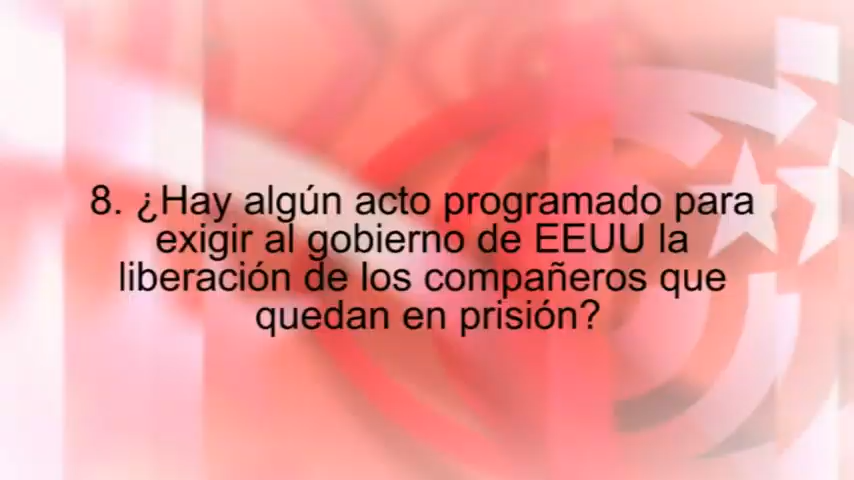 8. ¿Hay algún acto programado para
exigir al gobierno de EEUU la
liberación de los compañeros que
quedan en prisión?